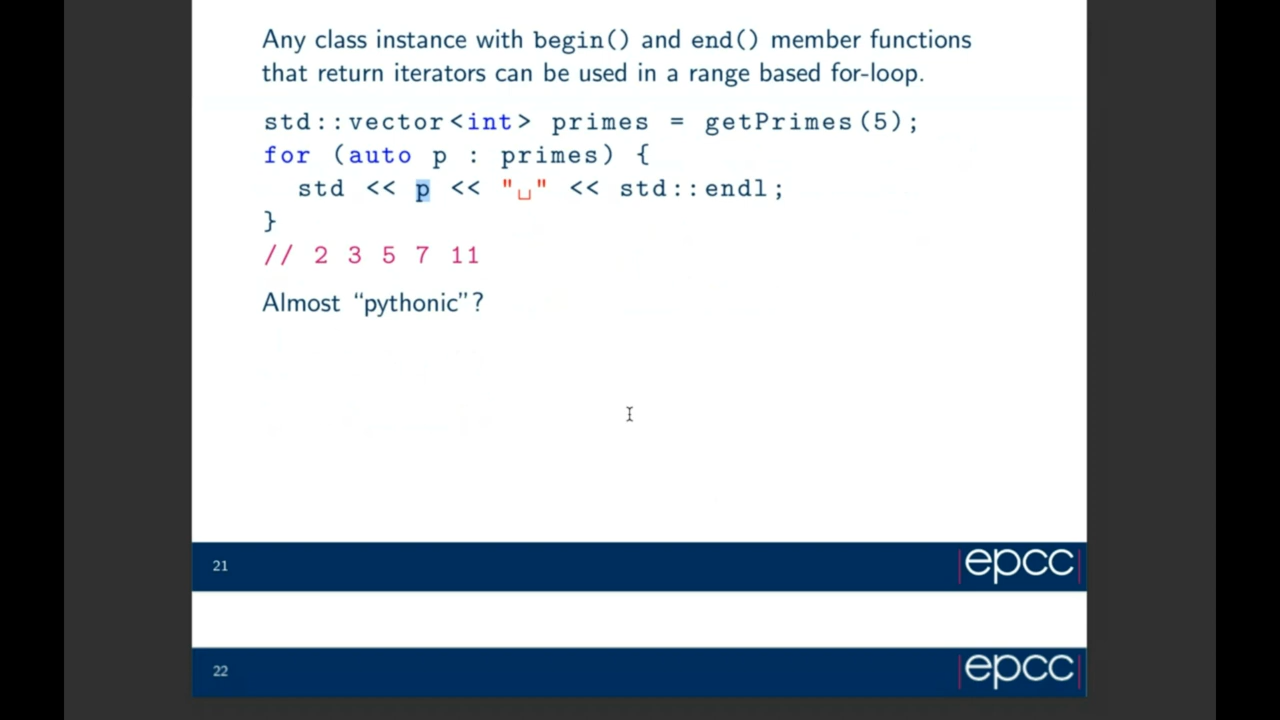 Any class instance with begin() and end() member functions
that return iterators can be used in a range based for-loop.
std::vector<int> primes = getPrimes(5);
for (auto p : primes) {
  std << p << "␣" << std::endl;
}
// 2 3 5 7 11
Almost “pythonic”?
21
epcc
22
epcc